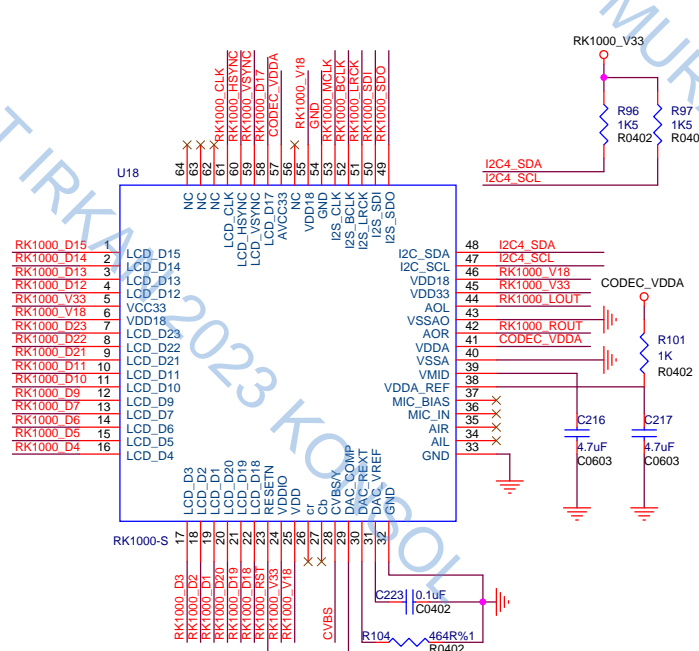 MUR
T IRKAN 2023 KONSOL
RK1000_V33
R96
1K5
R0402
R97
1K5
R040
I2C4_SDA
I2C4_SCL
RK1000_CLK
RK1000_HSYNC
RK1000_VSYNC
RK1000_D17
CODEC_VDDA
RK1000_V18
GND
RK1000_MCLK
RK1000_BCLK
RK1000_LRCK
RK1000_SDI
RK1000_SDO
U18
64 NC
63 NC
62 NC
61 LCD_CLK
60 LCD_HSYNC
59 LCD_VSYNC
58 LCD_D17
57 AVCC33
56 NC
55 VDD18
54 GND
53 I2S_CLK
52 I2S_BCLK
51 I2S_LRCK
50 I2S_SDI
49 I2S_SDO
RK1000_D15 1 LCD_D15
RK1000_D14 2 LCD_D14
RK1000_D13 3 LCD_D13
RK1000_D12 4 LCD_D12
RK1000_V33 5 VCC33
RK1000_V18 6 VDD18
RK1000_D23 7 LCD_D23
RK1000_D22 8 LCD_D22
RK1000_D21 9 LCD_D21
RK1000_D11 10 LCD_D11
RK1000_D10 11 LCD_D10
RK1000_D9 12 LCD_D9
RK1000_D7 13 LCD_D7
RK1000_D6 14 LCD_D6
RK1000_D5 15 LCD_D5
RK1000_D4 16 LCD_D4
I2C_SDA 48 I2C4_SDA
I2C_SCL 47 I2C4_SCL
VDD18 46 RK1000_V18
VDD33 45 RK1000_V33
AOL 44 RK1000_LOUT
VSSAO 43
AOR 42 RK1000_ROUT
VDDA 41 CODEC_VDDA
VSSA 40
VMID 39
VDDA_REF 38
MIC_BIAS 37
MIC_IN 36
AIR 35
AIL 34
GND 33
CODEC_VDDA
R101
1K
R0402
C216
4.7uF
C0603
C217
4.7uF
C0603
RK1000-S
LCD_D3 17 RK1000_D3
LCD_D2 18 RK1000_D2
LCD_D1 19 RK1000_D1
LCD_D20 20 RK1000_D20
LCD_D19 21 RK1000_D19
LCD_D18 22 RK1000_D18
RESETN 23 RK1000_RST
VDDIO 24 RK1000_V33
VDD 25 RK1000_V18
cr 26
Cb 27
CVBS/Y 28 CVBS
DAC_COMP 29
DAC_REXT 30
DAC_VREF 31
GND 32
C223 0.1uF
C0402
R104 464R%1
R0402